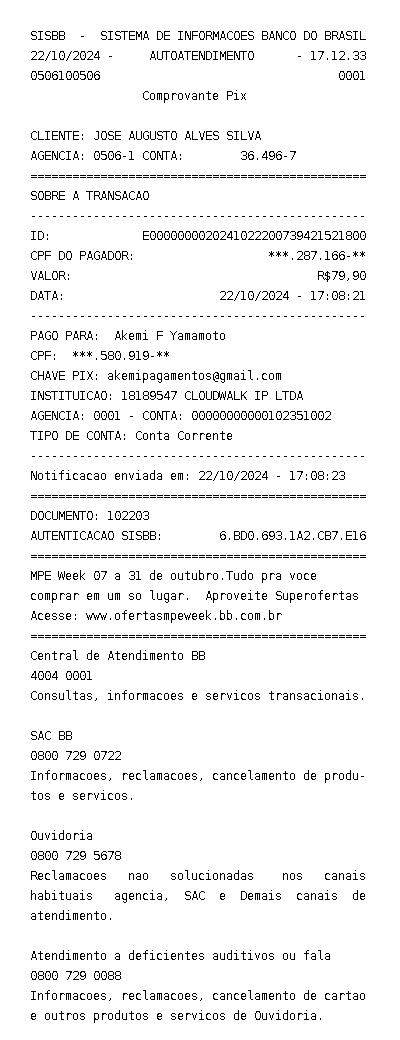 SISBB - SISTEMA DE INFORMACOES BANCO DO BRASIL
22/10/2024 - AUTOATENDIMENTO - 17.12.33
0506100506 0001
Comprovante Pix
CLIENTE: JOSE AUGUSTO ALVES SILVA
AGENCIA: 0506-1 CONTA: 36.496-7
================================================
SOBRE A TRANSACAO
------------------------------------------------
ID: E0000000020241022200739421521800
CPF DO PAGADOR: ***.287.166-**
VALOR: R$79,90
DATA: 22/10/2024 - 17:08:21
------------------------------------------------
PAGO PARA: Akemi F Yamamoto
CPF: ***.580.919-**
CHAVE PIX: akemipagamentos@gmail.com
INSTITUICAO: 18189547 CLOUDWALK IP LTDA
AGENCIA: 0001 - CONTA: 00000000000102351002
TIPO DE CONTA: Conta Corrente
------------------------------------------------
Notificacao enviada em: 22/10/2024 - 17:08:23
================================================
DOCUMENTO: 102203
AUTENTICACAO SISBB: 6.BD0.693.1A2.CB7.E16
================================================
MPE Week 07 a 31 de outubro.Tudo pra voce
comprar em um so lugar. Aproveite Superofertas
Acesse: www.ofertasmpeweek.bb.com.br
================================================
Central de Atendimento BB
4004 0001
Consultas, informacoes e servicos transacionais.
SAC BB
0800 729 0722
Informacoes, reclamacoes, cancelamento de produ-
tos e servicos.
Ouvidoria
0800 729 5678
Reclamacoes nao solucionadas nos canais
habituais agencia, SAC e Demais canais de
atendimento.
Atendimento a deficientes auditivos ou fala
0800 729 0088
Informacoes, reclamacoes, cancelamento de cartao
e outros produtos e servicos de Ouvidoria.